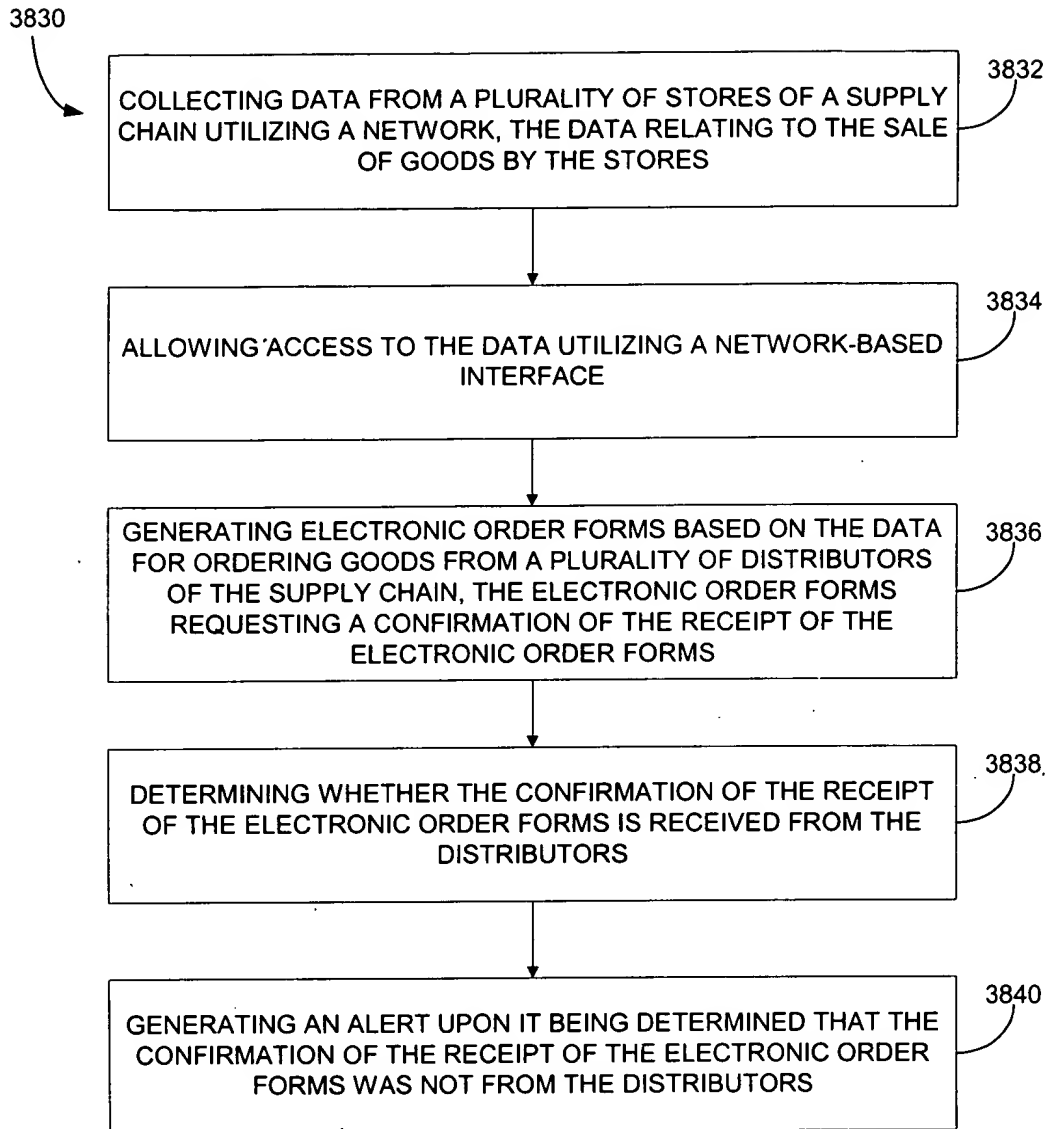 3830
COLLECTING DATA FROM A PLURALITY OF STORES OF A SUPPLY
CHAIN UTILIZING A NETWORK, THE DATA RELATING TO THE SALE
OF GOODS BY THE STORES
3832
ALLOWING ACCESS TO THE DATA UTILIZING A NETWORK-BASED
INTERFACE
3834
GENERATING ELECTRONIC ORDER FORMS BASED ON THE DATA
FOR ORDERING GOODS FROM A PLURALITY OF DISTRIBUTORS
OF THE SUPPLY CHAIN, THE ELECTRONIC ORDER FORMS
REQUESTING A CONFIRMATION OF THE RECEIPT OF THE
ELECTRONIC ORDER FORMS
3836
DETERMINING WHETHER THE CONFIRMATION OF THE RECEIPT
OF THE ELECTRONIC ORDER FORMS IS RECEIVED FROM THE
DISTRIBUTORS
3838
GENERATING AN ALERT UPON IT BEING DETERMINED THAT THE
CONFIRMATION OF THE RECEIPT OF THE ELECTRONIC ORDER
FORMS WAS NOT FROM THE DISTRIBUTORS
3840